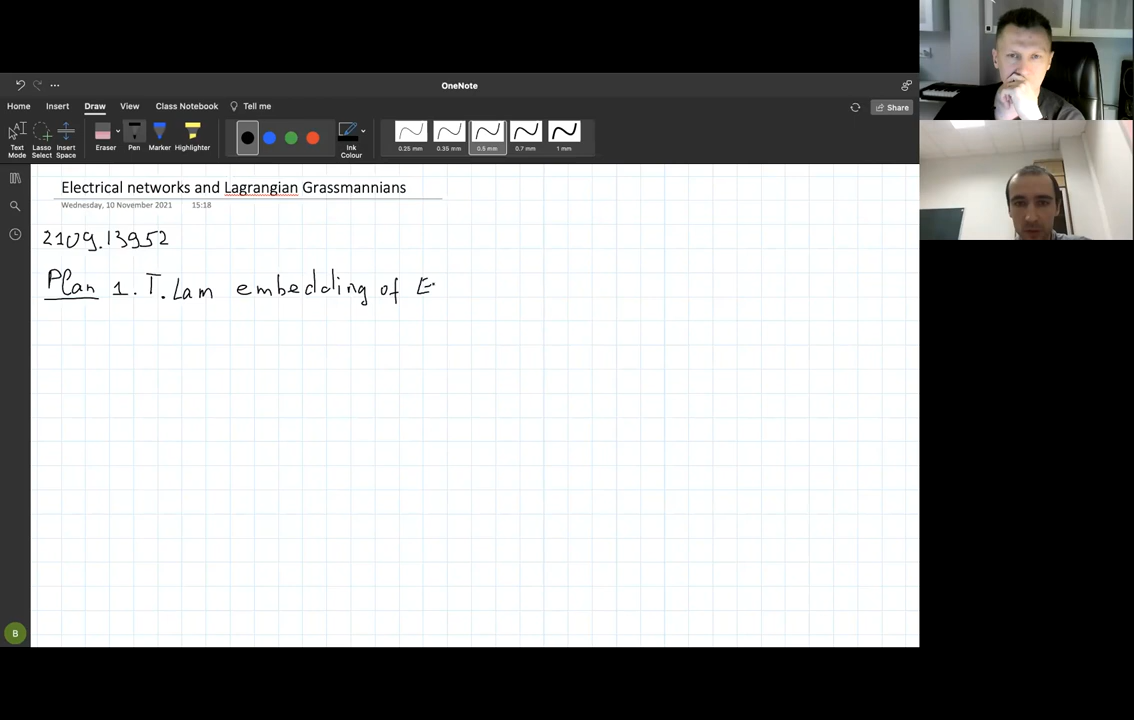 OneNote
Home Insert Draw View Class Notebook Tell me
Share
Text Mode Lasso Select Insert Space Eraser Pen Marker Highlighter Ink Colour 0.25 mm 0.35 mm 0.5 mm 0.7 mm 1 mm
Electrical networks and Lagrangian Grassmannians
Wednesday, 10 November 2021 15:18
2109.13952
Plan 1. T. Lam embedding of E
B